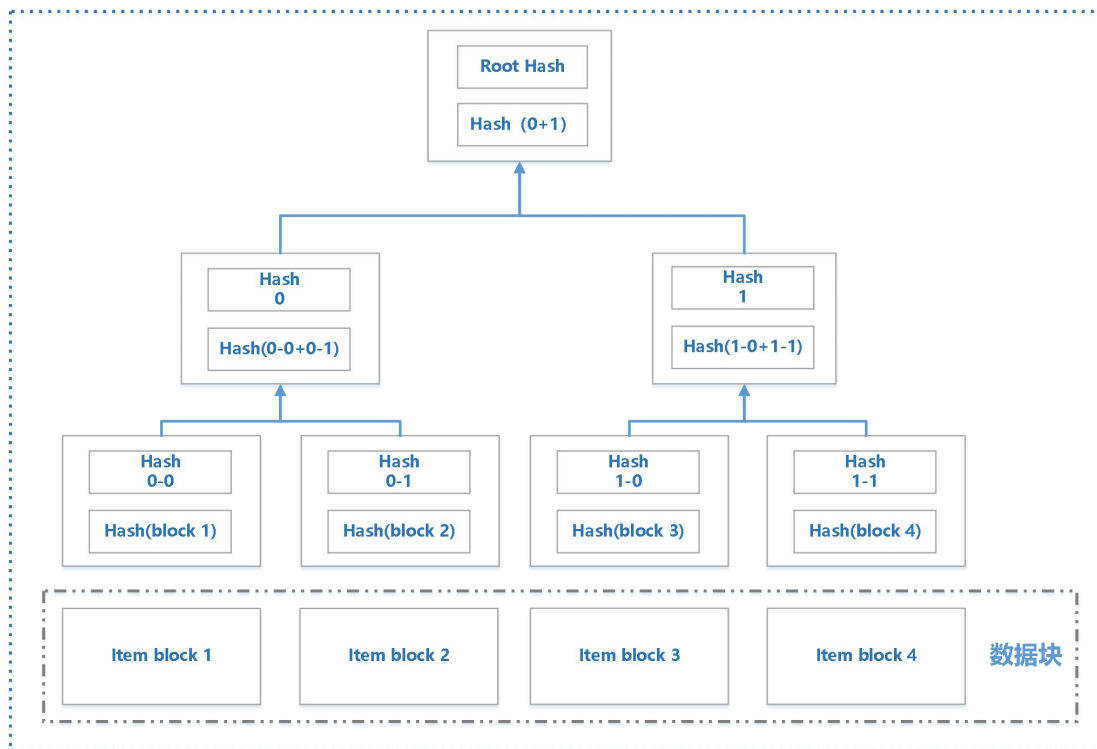 Root Hash
Hash（0+1）
Hash
0
Hash(0-0+0-1)
Hash
1
Hash(1-0+1-1)
Hash
0-0
Hash(block 1)
Hash
0-1
Hash(block 2)
Hash
1-0
Hash(block 3)
Hash
1-1
Hash(block 4)
Item block 1
Item block 2
Item block 3
Item block 4
数据块